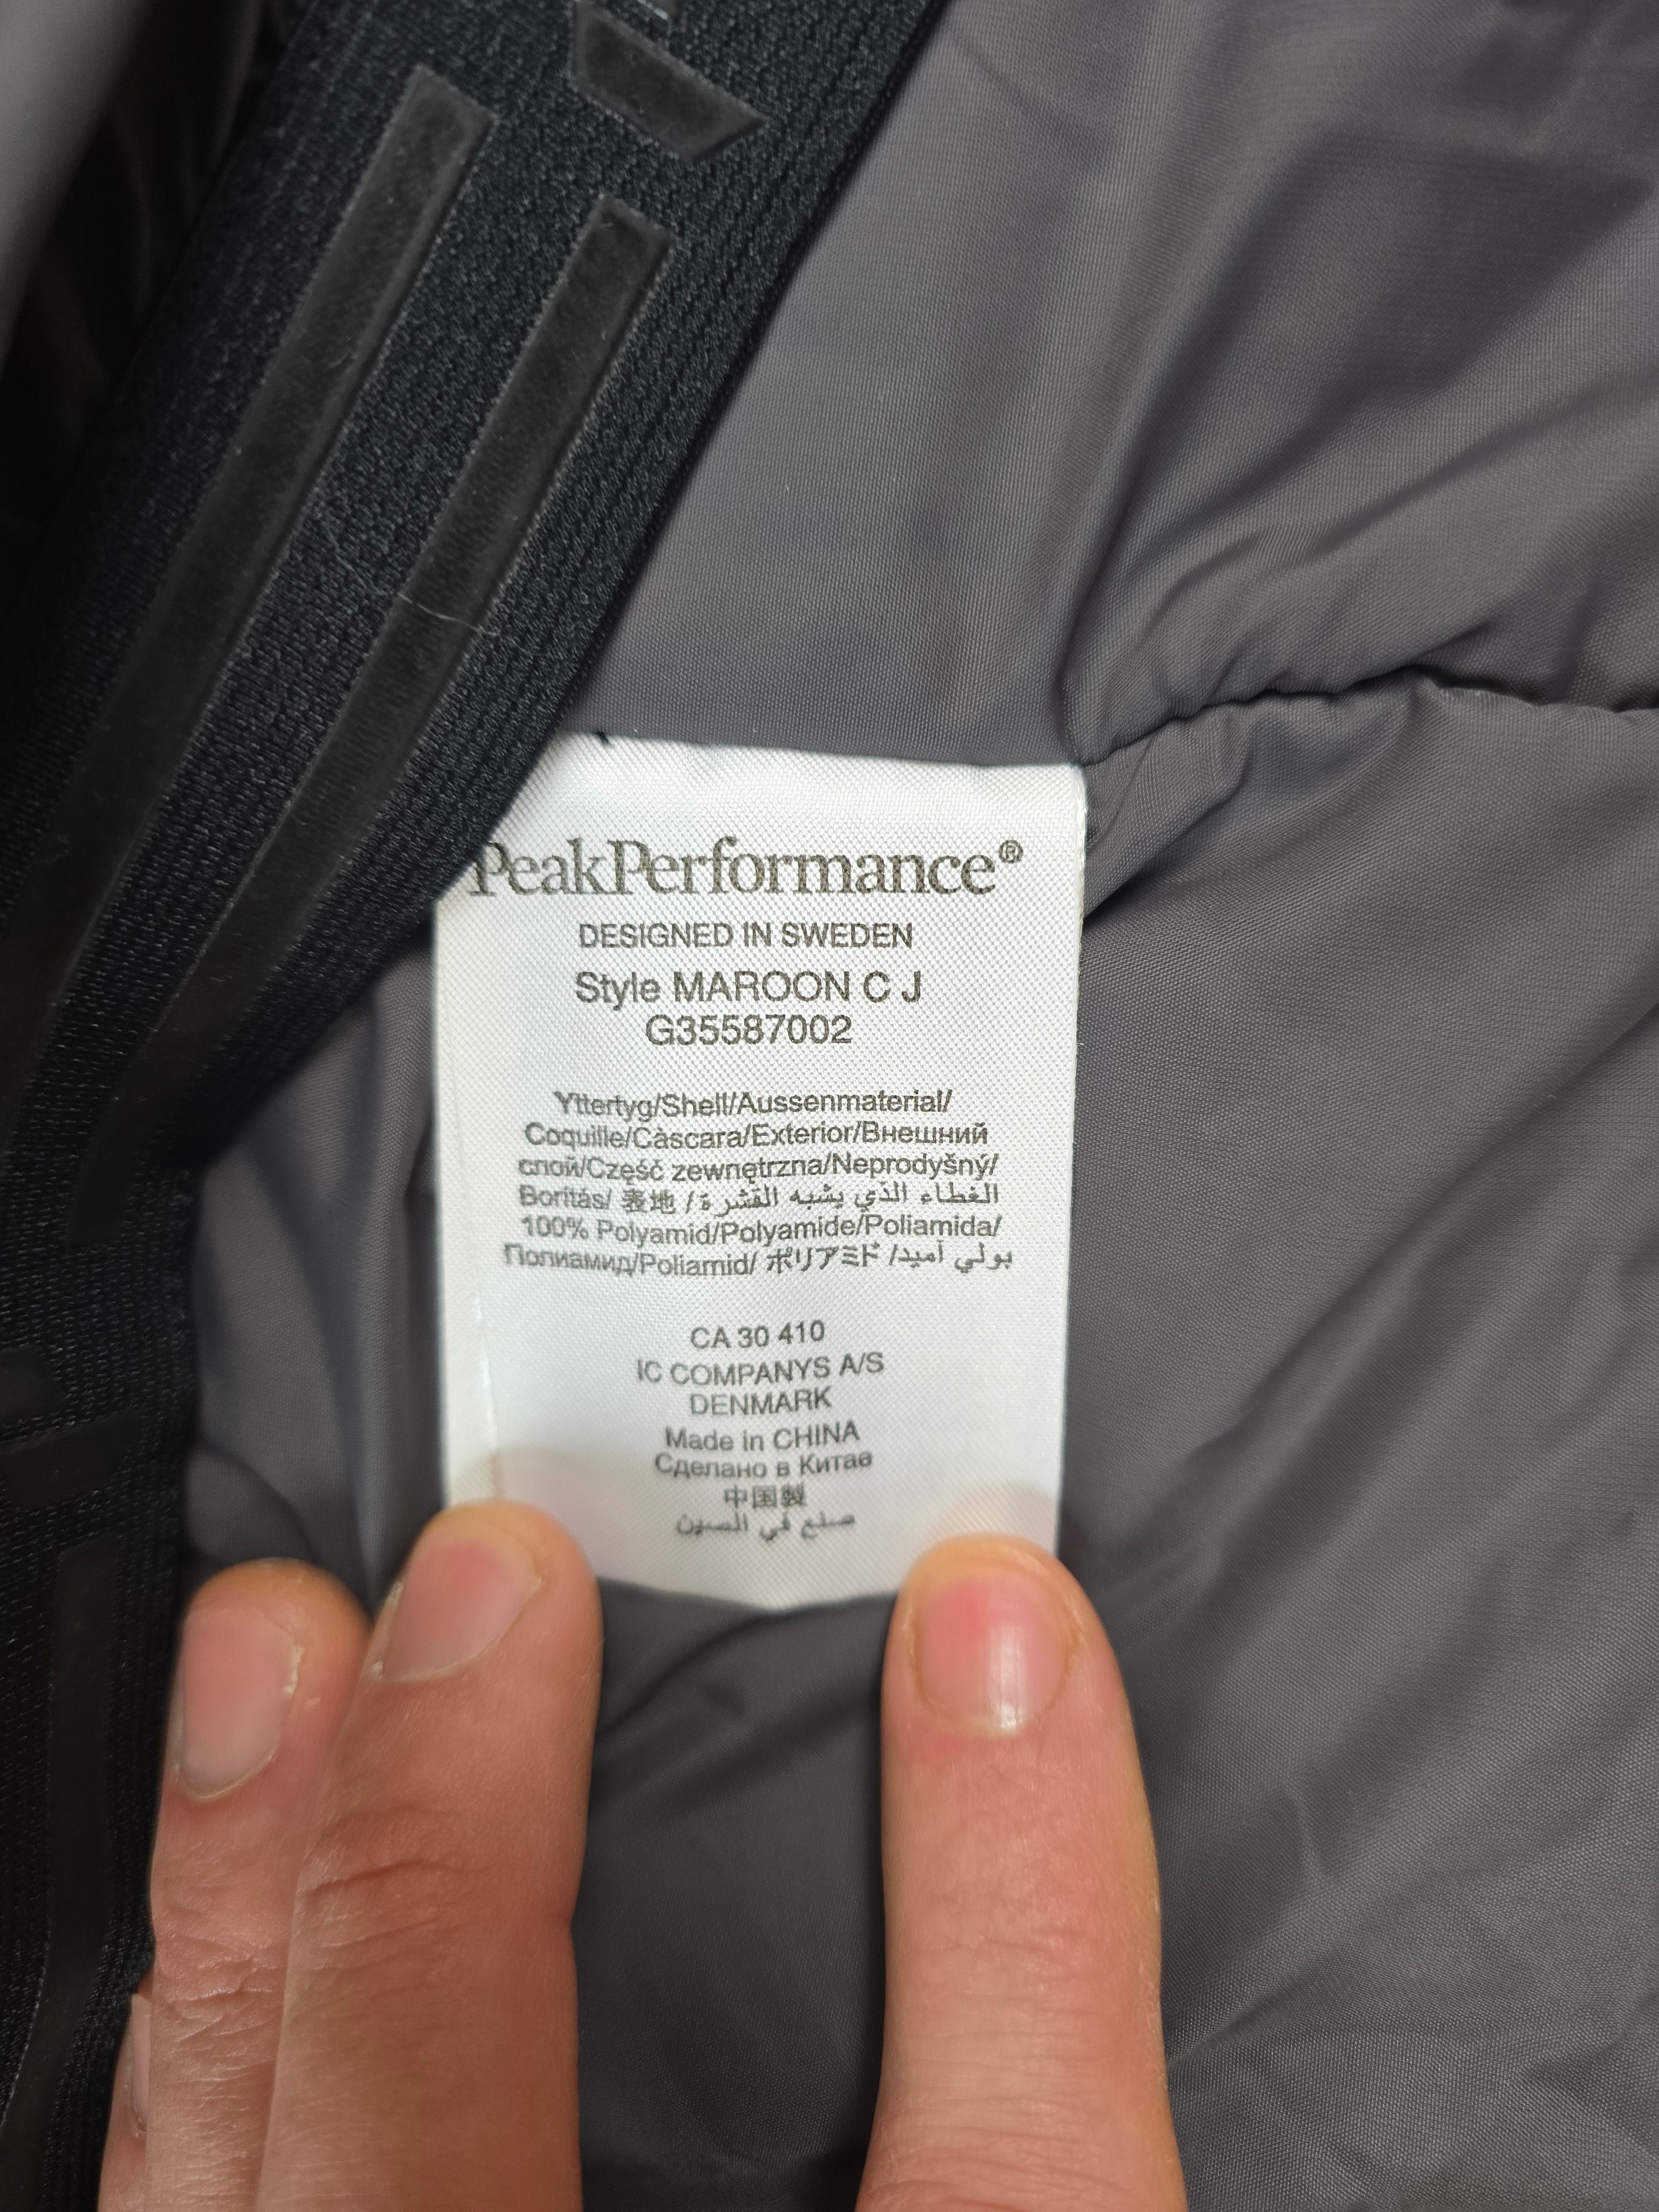 PeakPerformance®
DESIGNED IN SWEDEN
Style MAROON C J
G35587002
Yttertyg/Shell/Aussenmaterial/
Coquille/Càscara/Exterior/Внешний
слой/Część zewnętrzna/Neprodyšný/
Borítás/ 表地 / الغطاء الذي يشبه القشرة
100% Polyamid/Polyamide/Poliamida/
Полиамид/Poliamid/ ポリアミド / بولي آميد
CA 30 410
IC COMPANYS A/S
DENMARK
Made in CHINA
Сделано в Китае
中国製
صنع في الصين